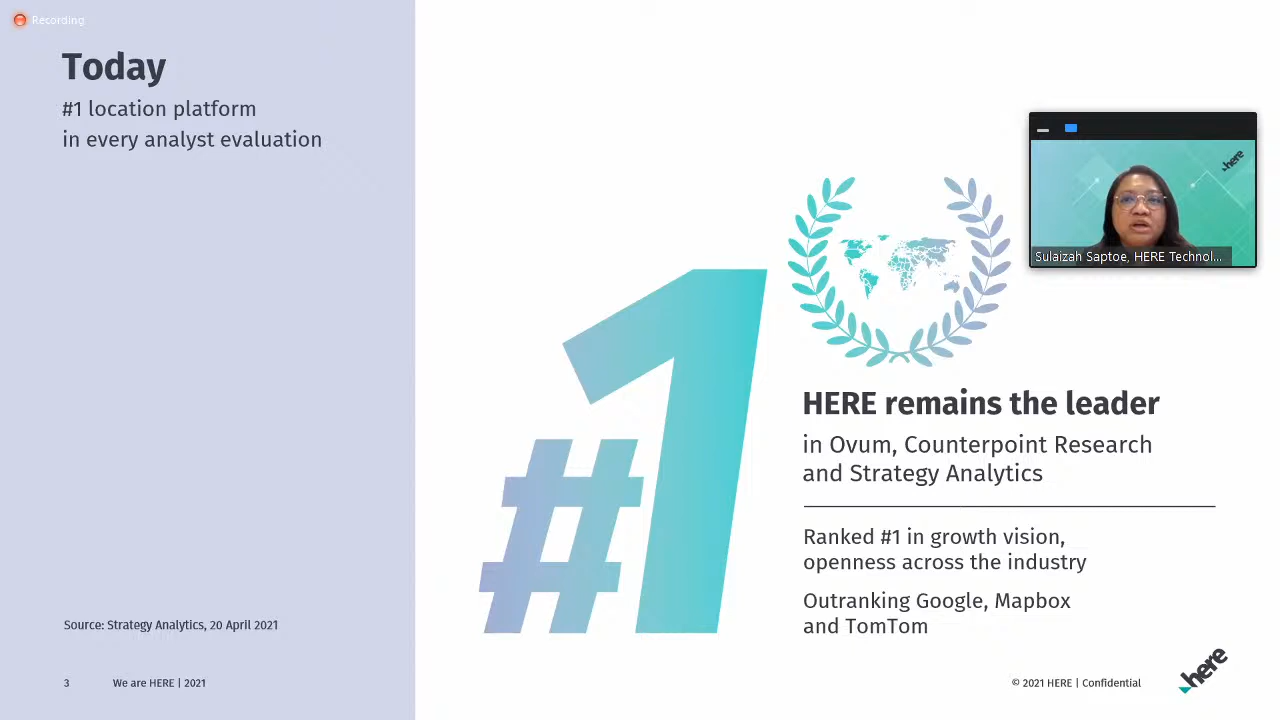 Recording
Today
#1 location platform
in every analyst evaluation
here
Sulaizah Saptoe, HERE Technol...
#1
HERE remains the leader
in Ovum, Counterpoint Research
and Strategy Analytics
Ranked #1 in growth vision,
openness across the industry
Outranking Google, Mapbox
and TomTom
Source: Strategy Analytics, 20 April 2021
3 We are HERE | 2021
© 2021 HERE | Confidential
here